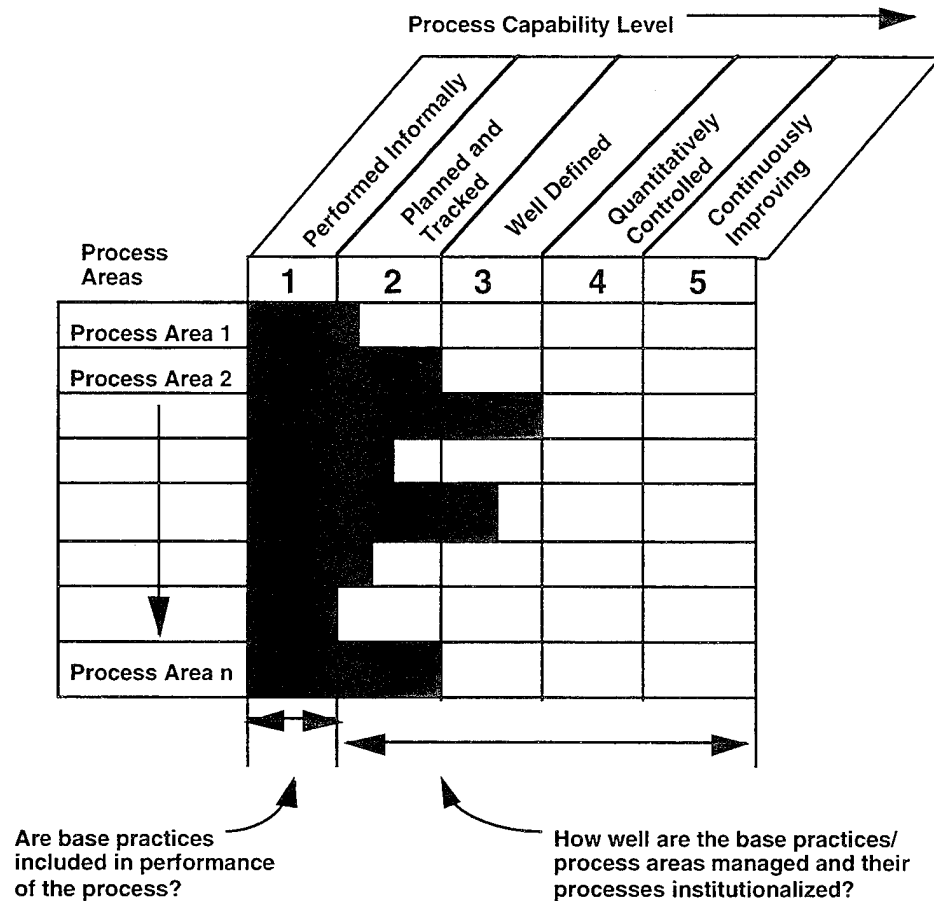 Process Capability Level
Performed Informally
Planned and
Tracked
Well Defined
Quantitatively
Controlled
Continuously
Improving
Process
Areas
1 2 3 4 5
Process Area 1
Process Area 2
Process Area n
Are base practices
included in performance
of the process?
How well are the base practices/
process areas managed and their
processes institutionalized?